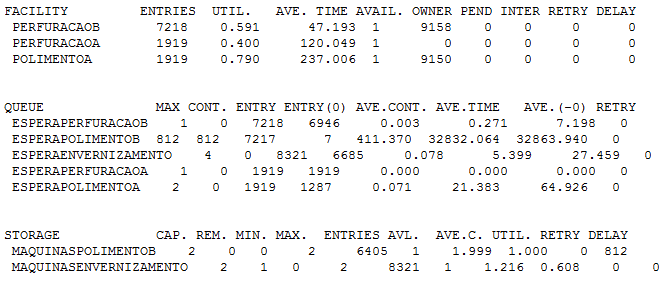 FACILITY ENTRIES UTIL. AVE. TIME AVAIL. OWNER PEND INTER RETRY DELAY
PERFURACAOB 7218 0.591 47.193 1 9158 0 0 0 0
PERFURACAOA 1919 0.400 120.049 1 0 0 0 0 0
POLIMENTOA 1919 0.790 237.006 1 9150 0 0 0 0
QUEUE MAX CONT. ENTRY ENTRY(0) AVE.CONT. AVE.TIME AVE.(-0) RETRY
ESPERAPERFURACAOB 1 0 7218 6946 0.003 0.271 7.198 0
ESPERAPOLIMENTOB 812 812 7217 7 411.370 32832.064 32863.940 0
ESPERAENVERNIZAMENTO 4 0 8321 6685 0.078 5.399 27.459 0
ESPERAPERFURACAOA 1 0 1919 1919 0.000 0.000 0.000 0
ESPERAPOLIMENTOA 2 0 1919 1287 0.071 21.383 64.926 0
STORAGE CAP. REM. MIN. MAX. ENTRIES AVL. AVE.C. UTIL. RETRY DELAY
MAQUINASPOLIMENTOB 2 0 0 2 6405 1 1.999 1.000 0 812
MAQUINASENVERNIZAMENTO 2 1 0 2 8321 1 1.216 0.608 0 0